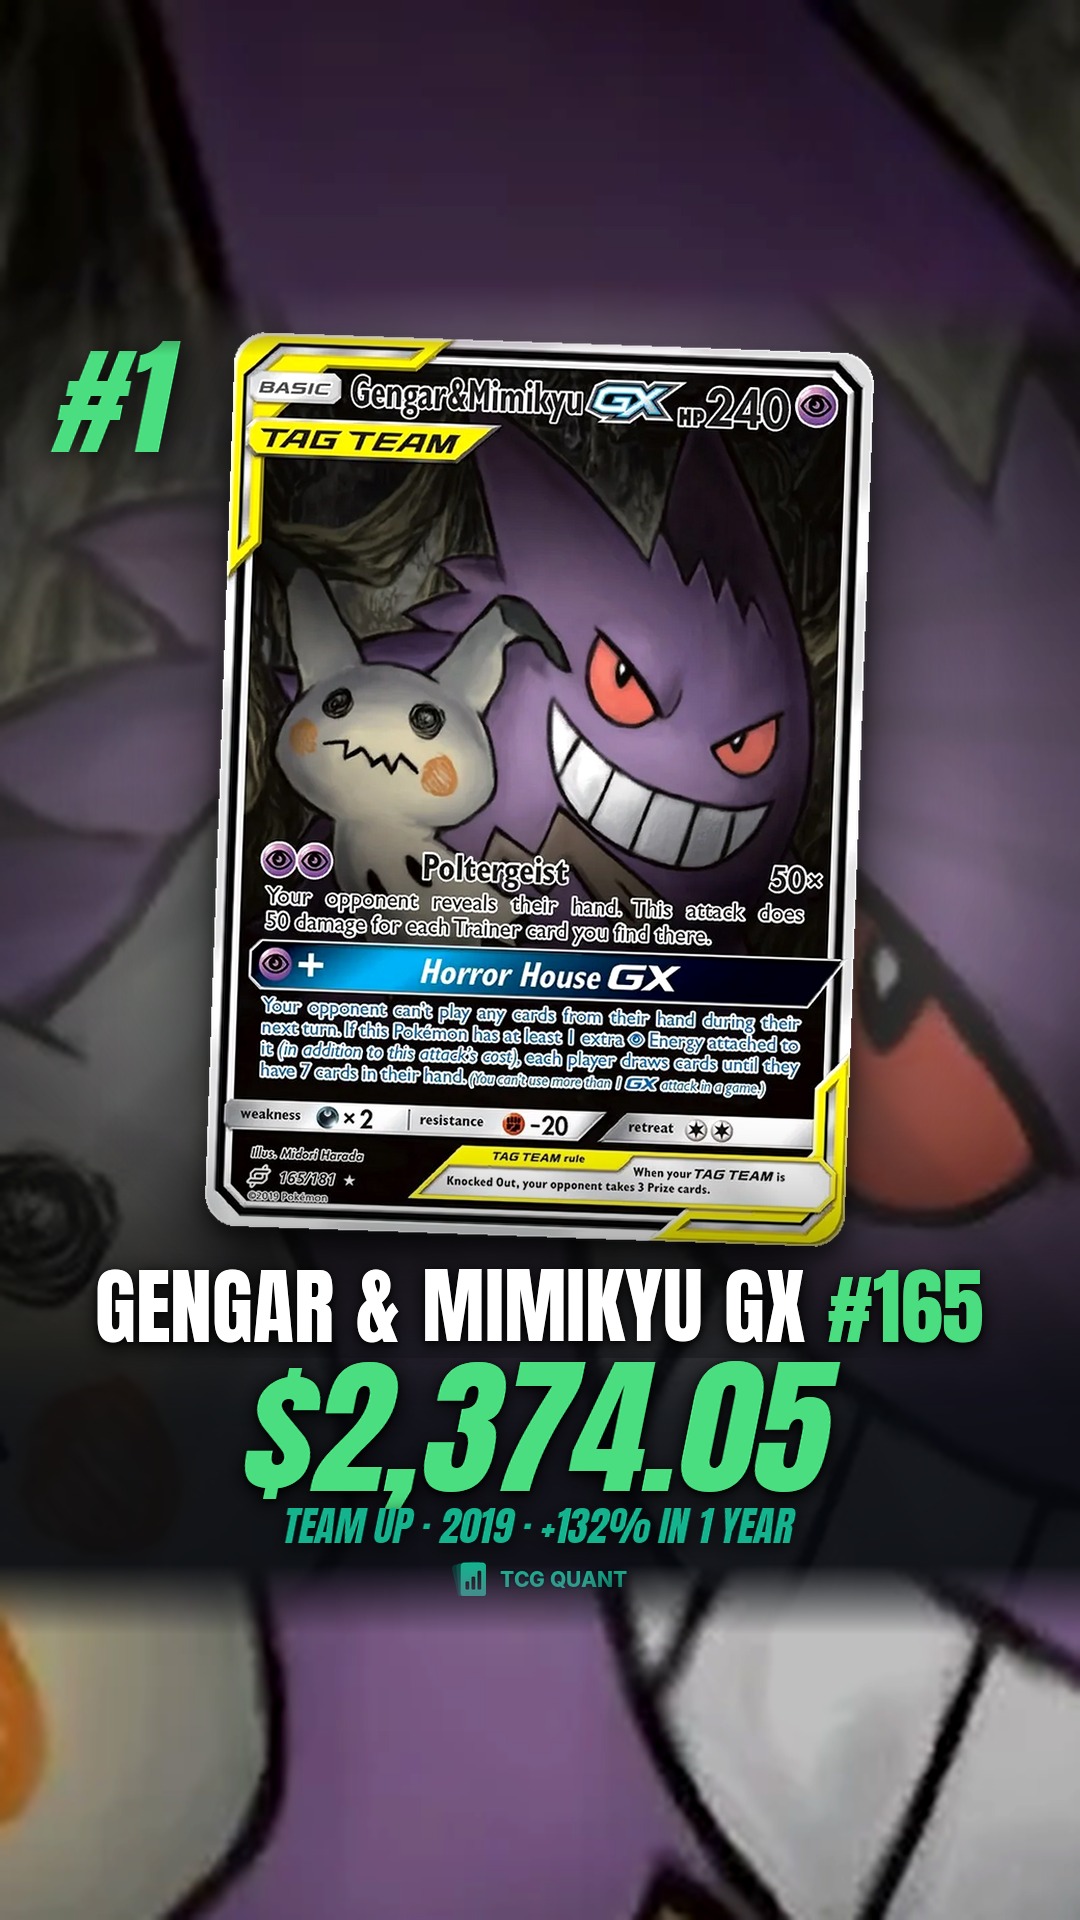 #1
BASIC Gengar&Mimikyu GX HP 240
TAG TEAM
Poltergeist 50×
Your opponent reveals their hand. This attack does
50 damage for each Trainer card you find there.
+ Horror House GX
Your opponent can't play any cards from their hand during their
next turn. If this Pokémon has at least 1 extra Energy attached to
it (in addition to this attack's cost), each player draws cards until they
have 7 cards in their hand. (You can't use more than 1 GX attack in a game.)
weakness ×2 resistance -20 retreat
Illus. Midori Harada
165/181 ★
©2019 Pokémon
TAG TEAM rule
When your TAG TEAM is
Knocked Out, your opponent takes 3 Prize cards.
GENGAR & MIMIKYU GX #165
$2,374.05
TEAM UP · 2019 · +132% IN 1 YEAR
TCG QUANT